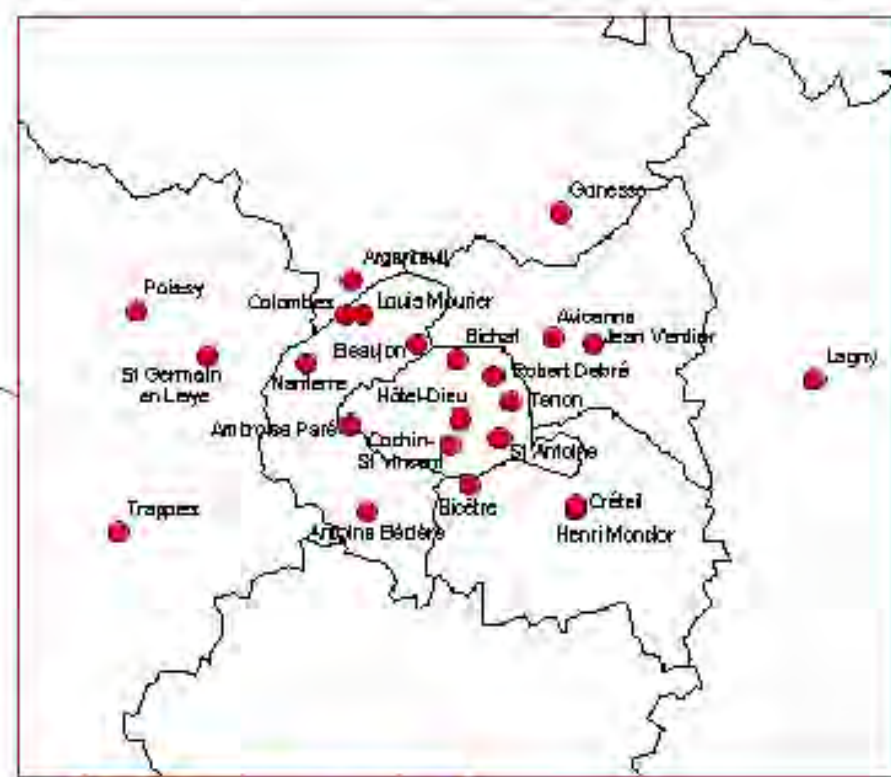 Gonesse
Argenteuil
Poissy
Colombes
Louis Mourier
Avicenne
Jean Verdier
Bichat
Beaujon
Lagny
St Germain
en Laye
Nanterre
Robert Debré
Hôtel-Dieu
Tenon
Ambroise Paré
Cochin-
St Vincent
St Antoine
Trappes
Bicêtre
Créteil
Antoine Béclère
Henri Mondor